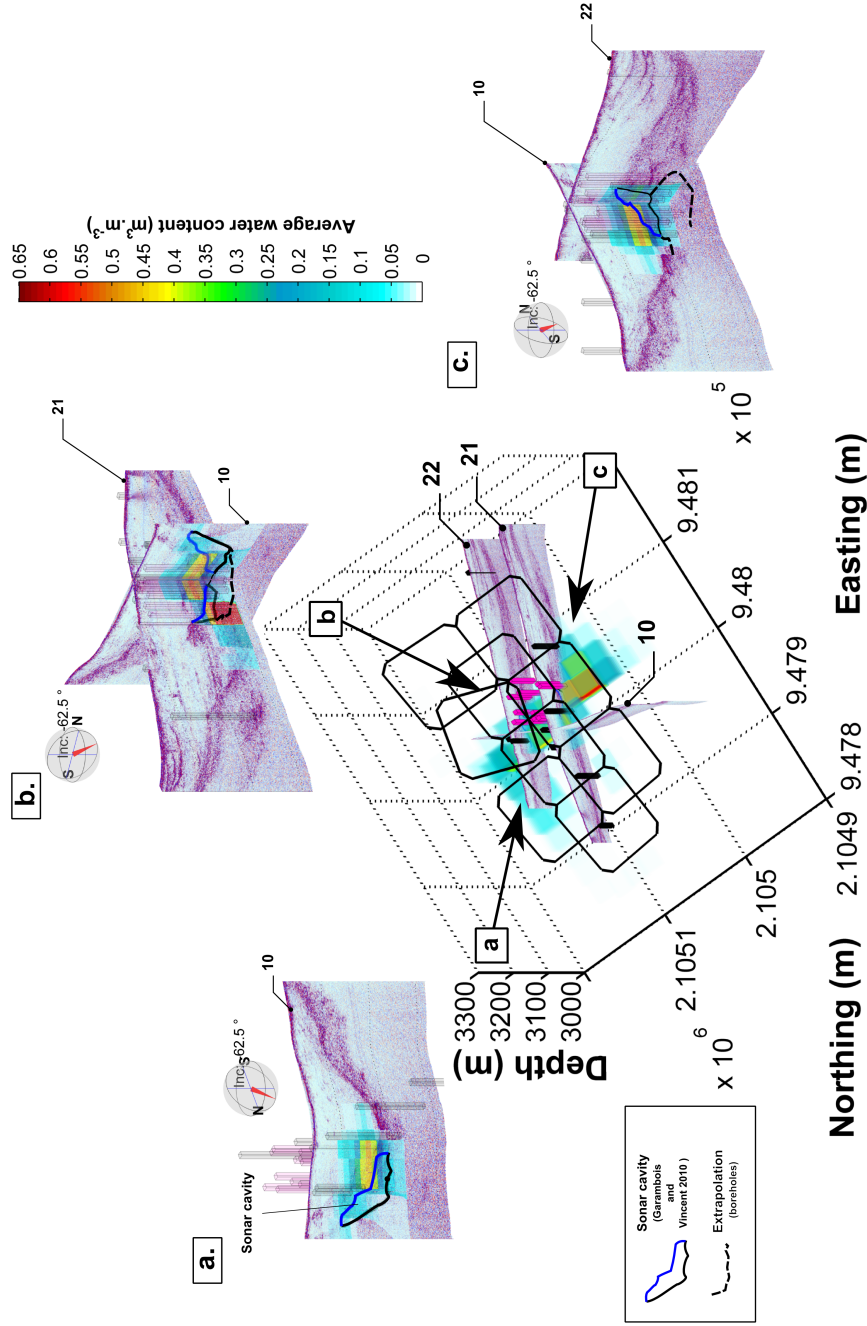 a.
Sonar cavity
Inc: -62.5 °
N
S
10
b.
Inc: -62.5 °
S
N
21
10
0.65
0.6
0.55
0.5
0.45
0.4
0.35
0.3
0.25
0.2
0.15
0.1
0.05
0
Average water content (m³.m⁻³)
c.
Inc: -62.5 °
N
S
10
22
Sonar cavity
(Garambois
and
Vincent 2010 )
Extrapolation
(boreholes)
Depth (m)
3300
3200
3100
3000
a
b
c
22
21
10
x 10⁶
2.1051
2.105
2.1049
Northing (m)
9.478
9.479
9.48
9.481
x 10⁵
Easting (m)